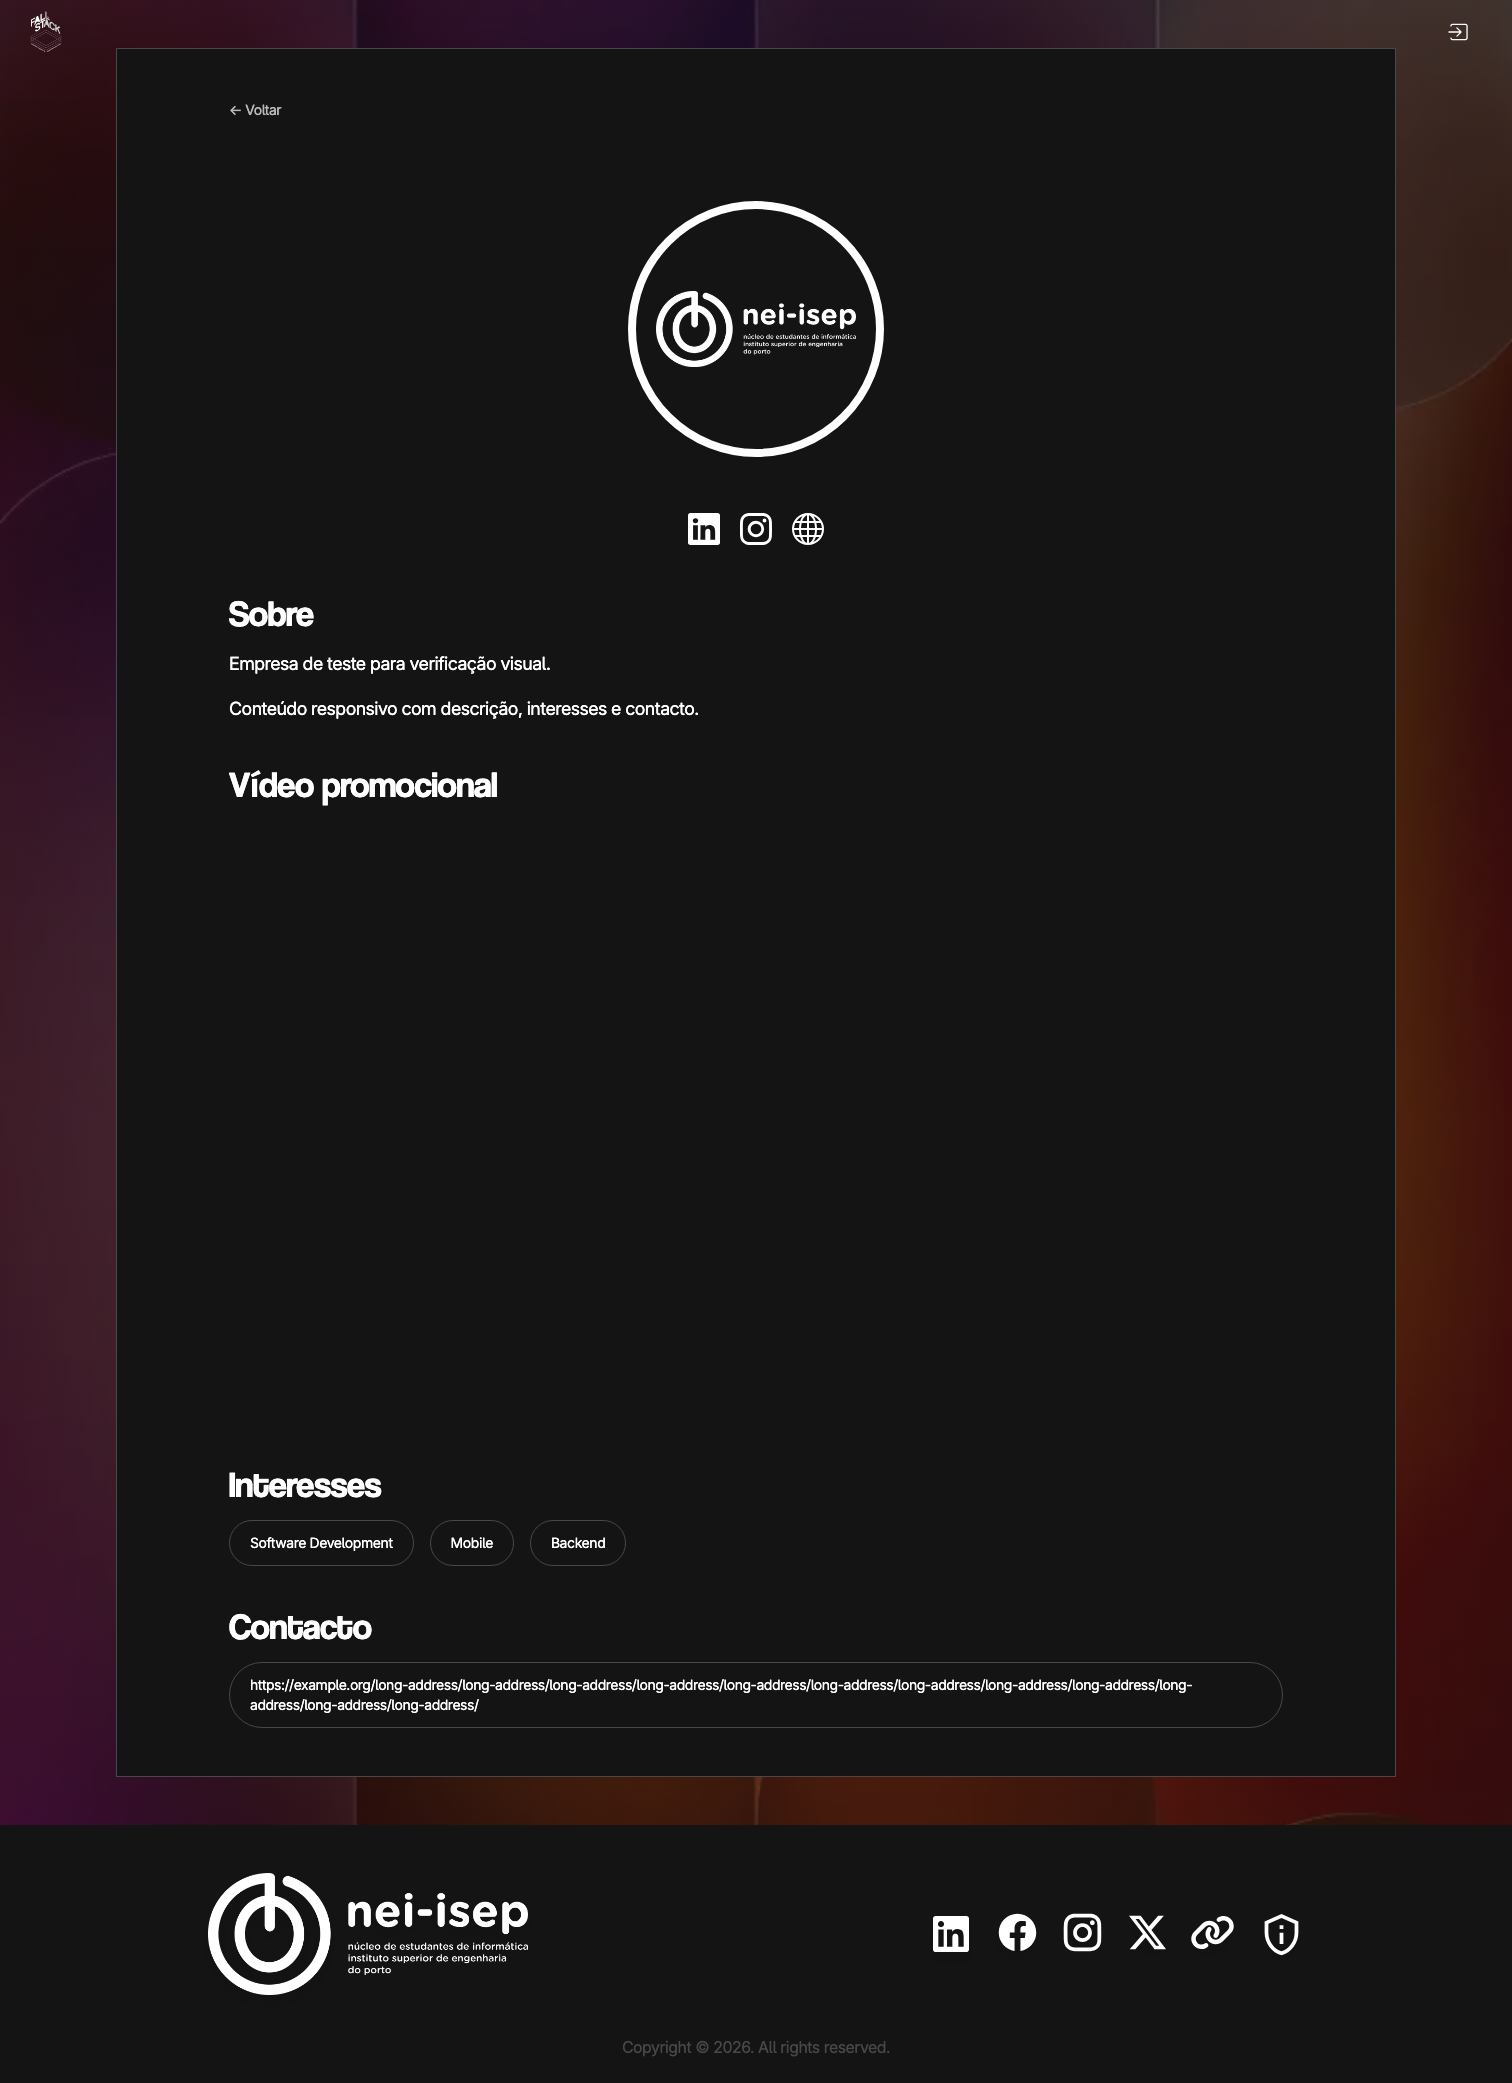 FALL
STACK
← Voltar
nei-isep
núcleo de estudantes de informática
instituto superior de engenharia
do porto
Sobre
Empresa de teste para verificação visual.
Conteúdo responsivo com descrição, interesses e contacto.
Vídeo promocional
Interesses
Software Development
Mobile
Backend
Contacto
https://example.org/long-address/long-address/long-address/long-address/long-address/long-address/long-address/long-address/long-address/long-
address/long-address/long-address/
nei-isep
núcleo de estudantes de informática
instituto superior de engenharia
do porto
Copyright © 2026. All rights reserved.